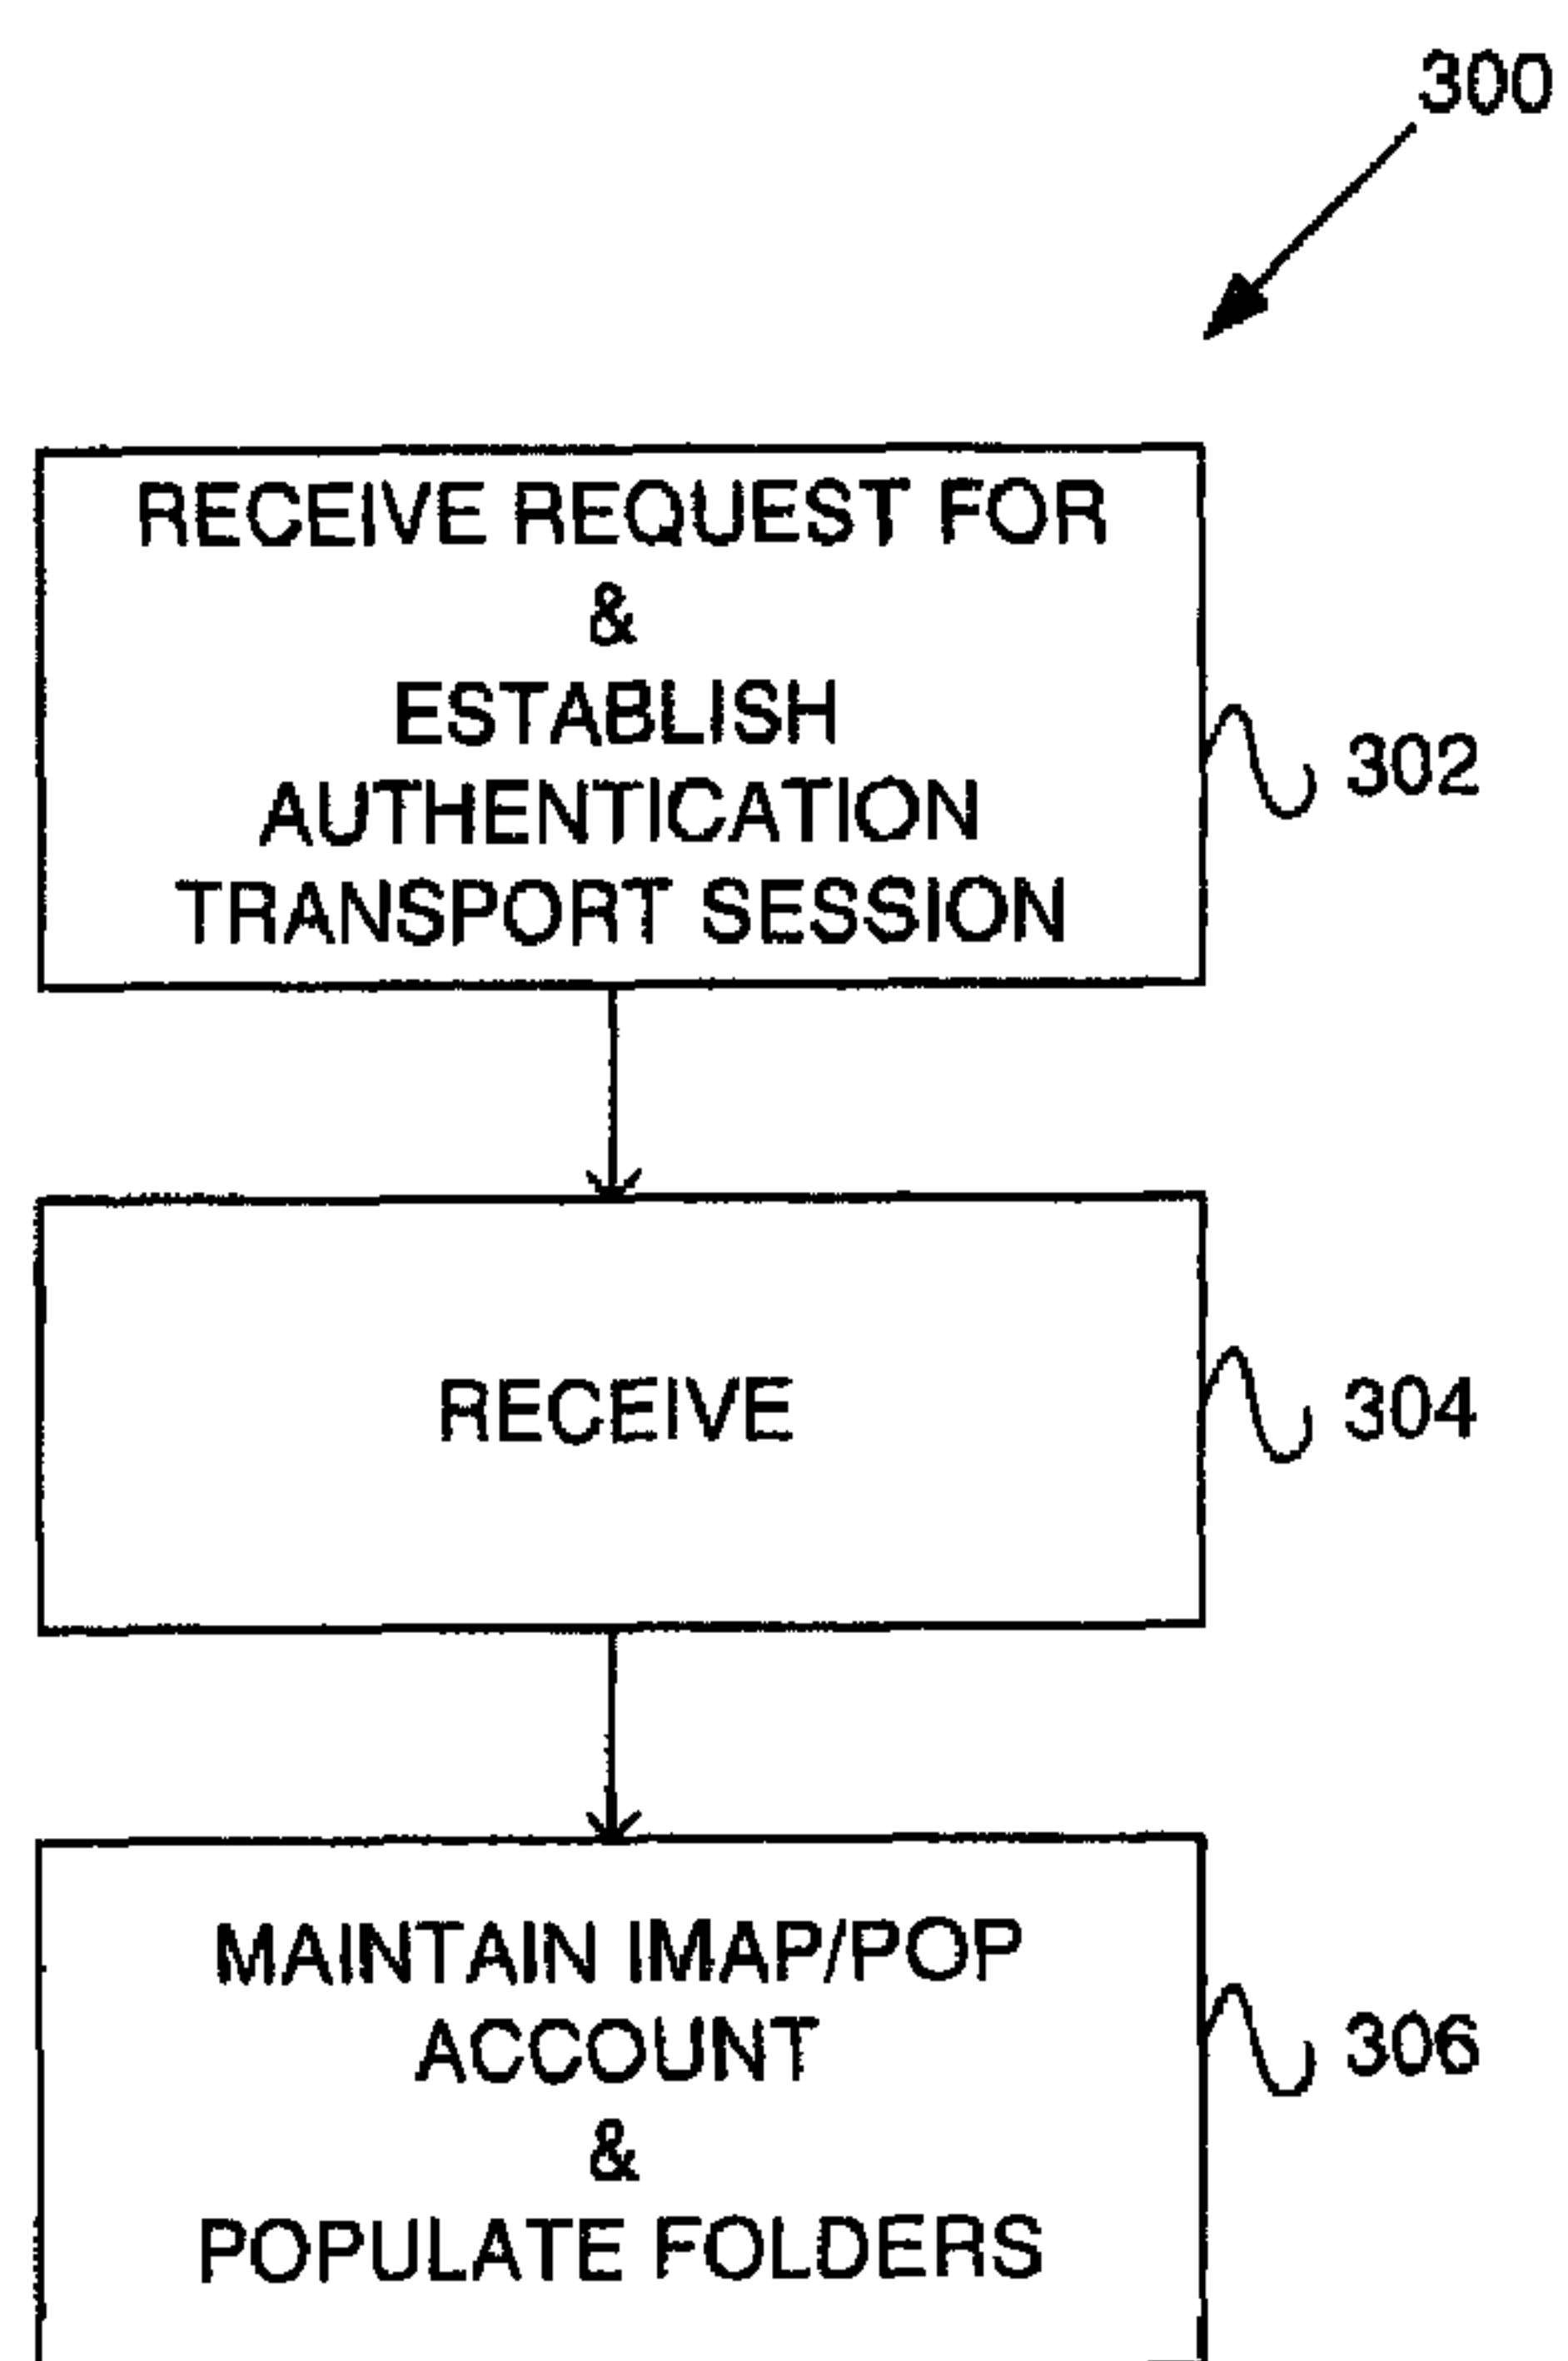 300
RECEIVE REQUEST FOR
&
ESTABLISH
AUTHENTICATION
TRANSPORT SESSION
302
RECEIVE
304
MAINTAIN IMAP/POP
ACCOUNT
&
POPULATE FOLDERS
306